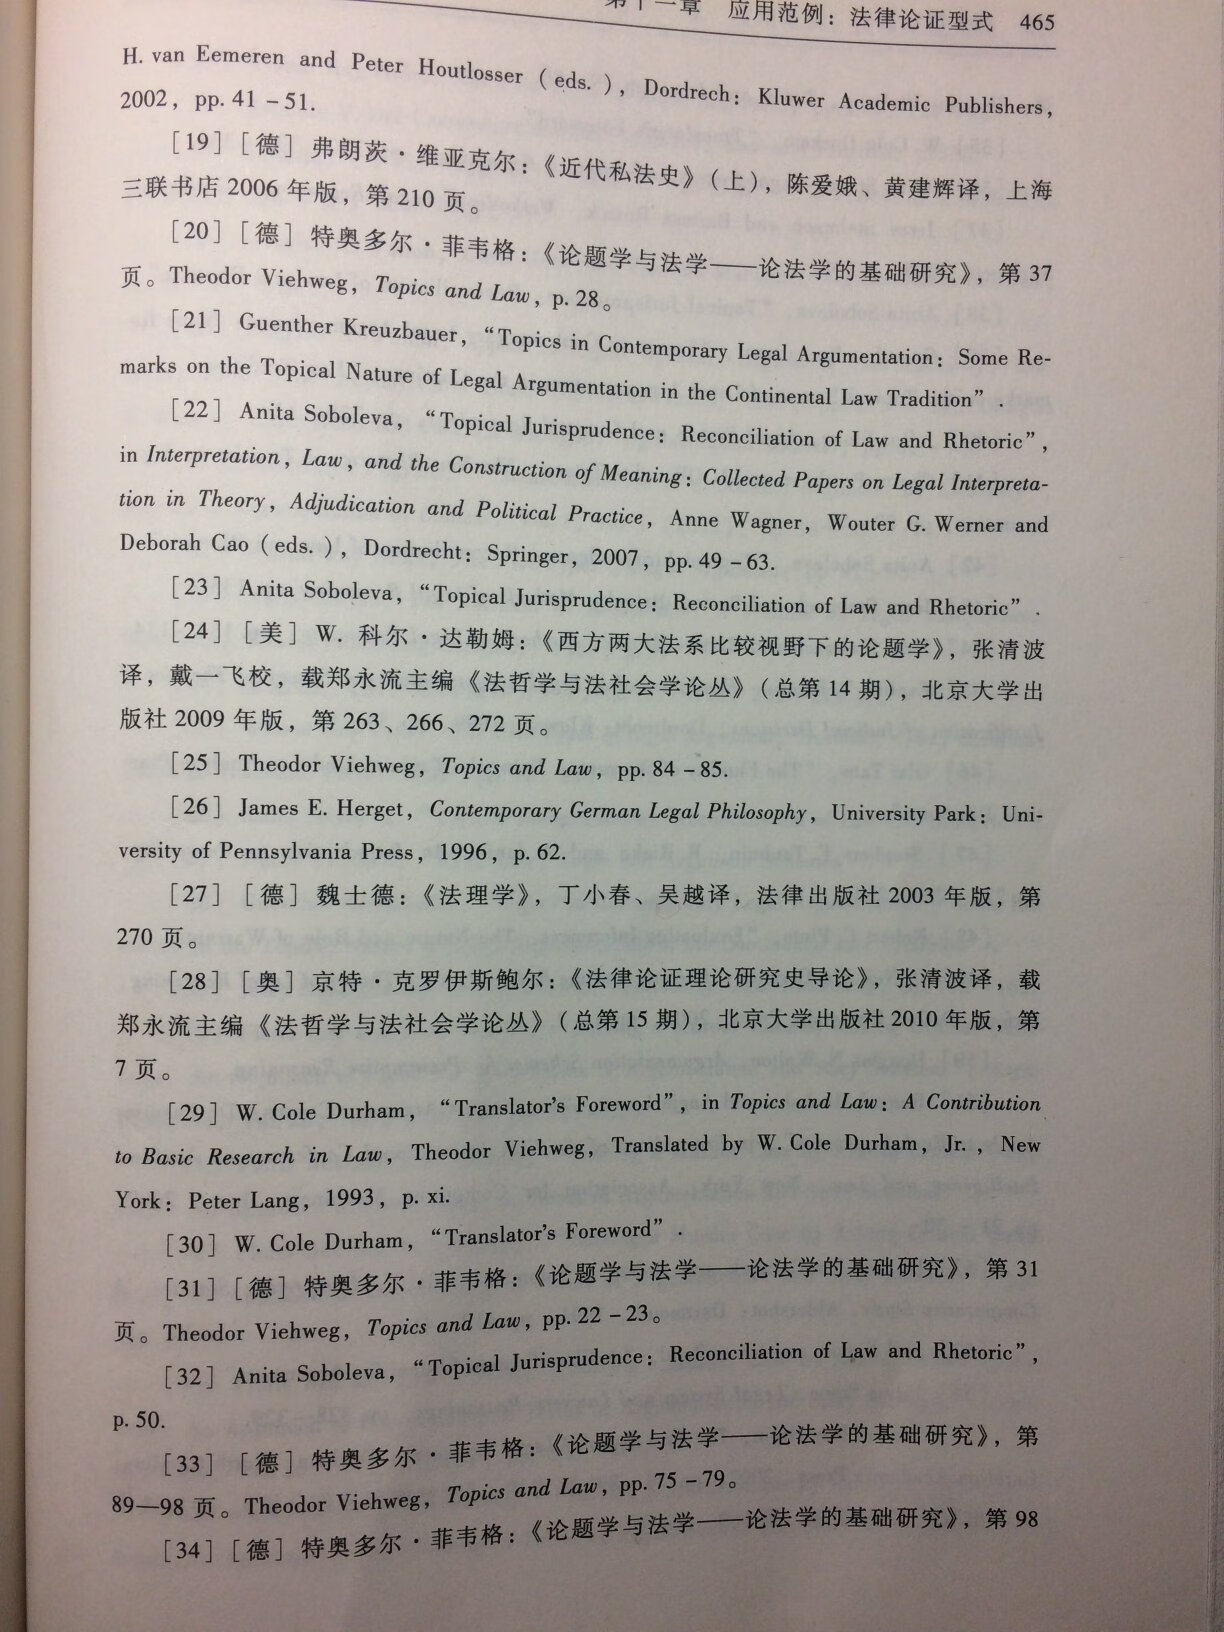 第十一章 应用范例：法律论证型式 465
H. van Eemeren and Peter Houtlosser (eds.), Dordrech: Kluwer Academic Publishers,
2002, pp. 41 – 51.
[19] [德] 弗朗茨·维亚克尔：《近代私法史》（上），陈爱娥、黄建辉译，上海
三联书店 2006 年版，第 210 页。
[20] [德] 特奥多尔·菲韦格：《论题学与法学——论法学的基础研究》，第 37
页。Theodor Viehweg, Topics and Law, p. 28。
[21] Guenther Kreuzbauer, “Topics in Contemporary Legal Argumentation: Some Re-
marks on the Topical Nature of Legal Argumentation in the Continental Law Tradition”.
[22] Anita Soboleva, “Topical Jurisprudence: Reconciliation of Law and Rhetoric”,
in Interpretation, Law, and the Construction of Meaning: Collected Papers on Legal Interpreta-
tion in Theory, Adjudication and Political Practice, Anne Wagner, Wouter G. Werner and
Deborah Cao (eds.), Dordrecht: Springer, 2007, pp. 49 – 63.
[23] Anita Soboleva, “Topical Jurisprudence: Reconciliation of Law and Rhetoric”.
[24] [美] W. 科尔·达勒姆：《西方两大法系比较视野下的论题学》，张清波
译，戴一飞校，载郑永流主编《法哲学与法社会学论丛》（总第 14 期），北京大学出
版社 2009 年版，第 263、266、272 页。
[25] Theodor Viehweg, Topics and Law, pp. 84 – 85.
[26] James E. Herget, Contemporary German Legal Philosophy, University Park: Uni-
versity of Pennsylvania Press, 1996, p. 62.
[27] [德] 魏士德：《法理学》，丁小春、吴越译，法律出版社 2003 年版，第
270 页。
[28] [奥] 京特·克罗伊斯鲍尔：《法律论证理论研究史导论》，张清波译，载
郑永流主编《法哲学与法社会学论丛》（总第 15 期），北京大学出版社 2010 年版，第
7 页。
[29] W. Cole Durham, “Translator’s Foreword”, in Topics and Law: A Contribution
to Basic Research in Law, Theodor Viehweg, Translated by W. Cole Durham, Jr., New
York: Peter Lang, 1993, p. xi.
[30] W. Cole Durham, “Translator’s Foreword”.
[31] [德] 特奥多尔·菲韦格：《论题学与法学——论法学的基础研究》，第 31
页。Theodor Viehweg, Topics and Law, pp. 22 – 23。
[32] Anita Soboleva, “Topical Jurisprudence: Reconciliation of Law and Rhetoric”,
p. 50.
[33] [德] 特奥多尔·菲韦格：《论题学与法学——论法学的基础研究》，第
89—98 页。Theodor Viehweg, Topics and Law, pp. 75 – 79。
[34] [德] 特奥多尔·菲韦格：《论题学与法学——论法学的基础研究》，第 98